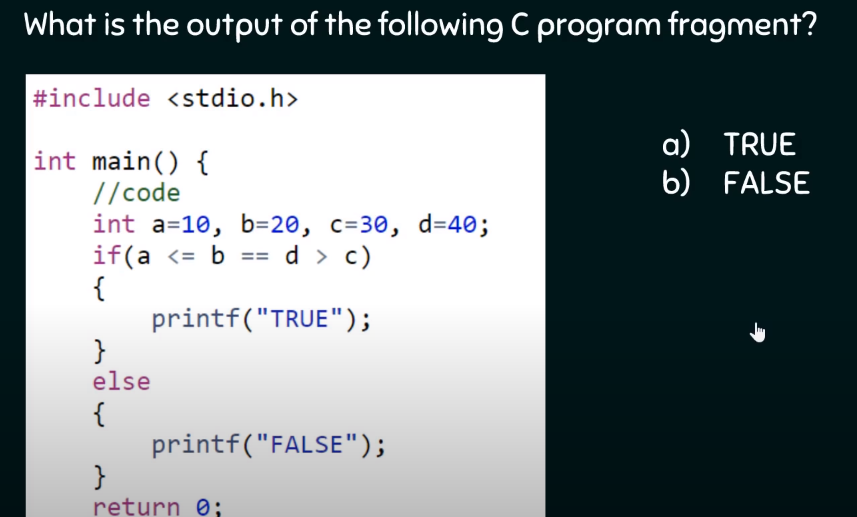 What is the output of the following C program fragment?
#include <stdio.h>
int main() {
//code
int a=10, b=20, c=30, d=40;
if(a <= b == d > c)
{
printf("TRUE");
}
else
{
printf("FALSE");
}
return 0;
a) TRUE
b) FALSE